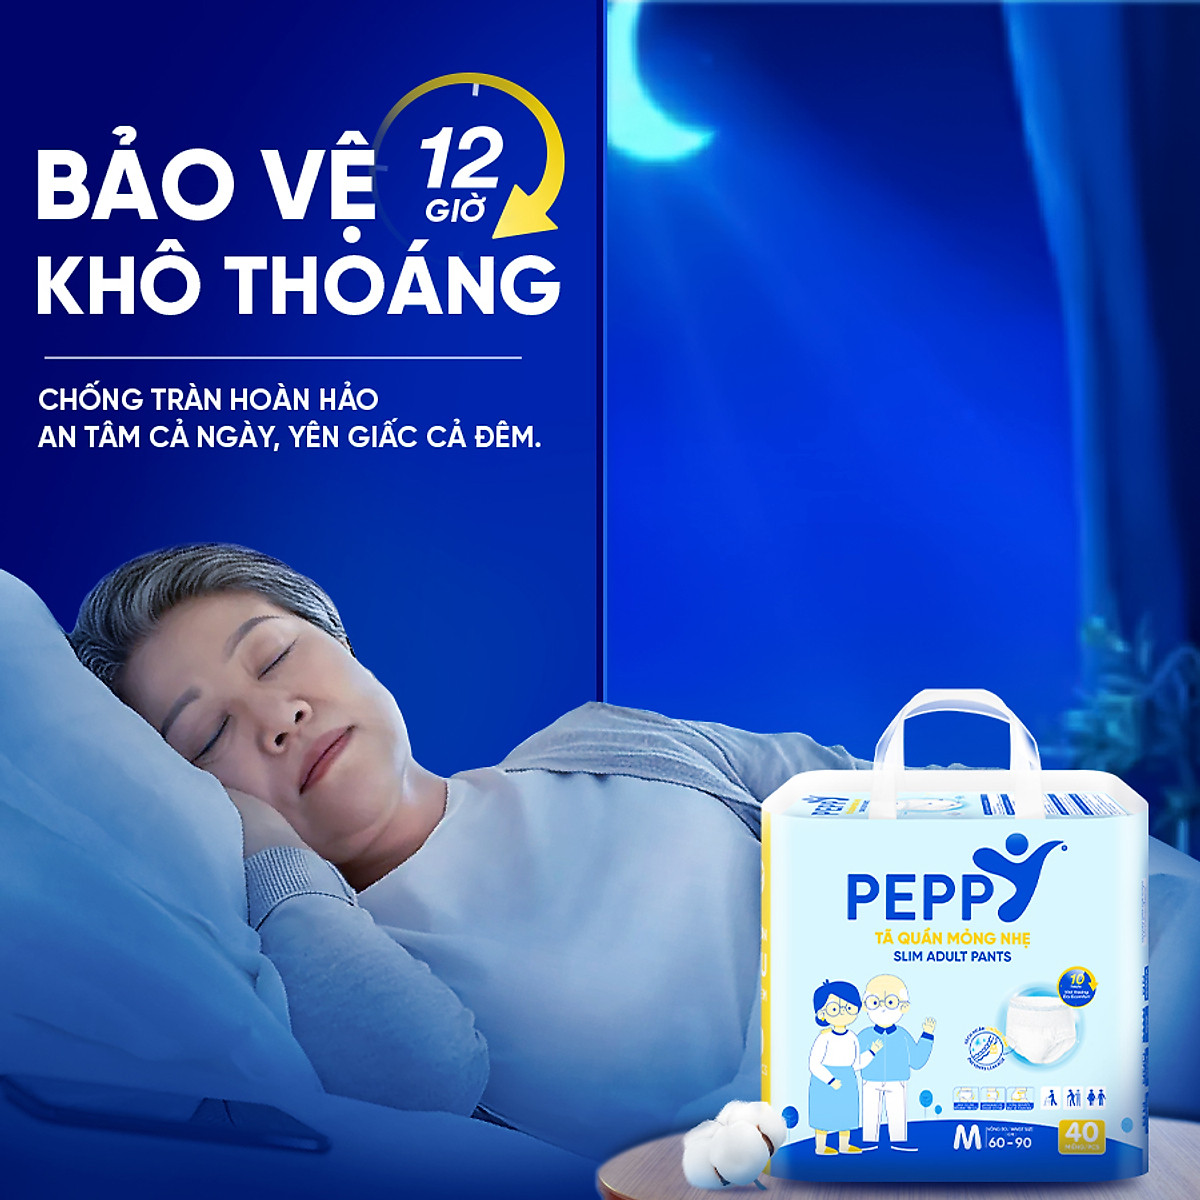 BẢO VỆ
12
GIỜ
KHÔ THOÁNG
CHỐNG TRÀN HOÀN HẢO
AN TÂM CẢ NGÀY, YÊN GIẤC CẢ ĐÊM.
PEPPY
TÃ QUẦN MỎNG NHẸ
SLIM ADULT PANTS
10
M
60-90
40